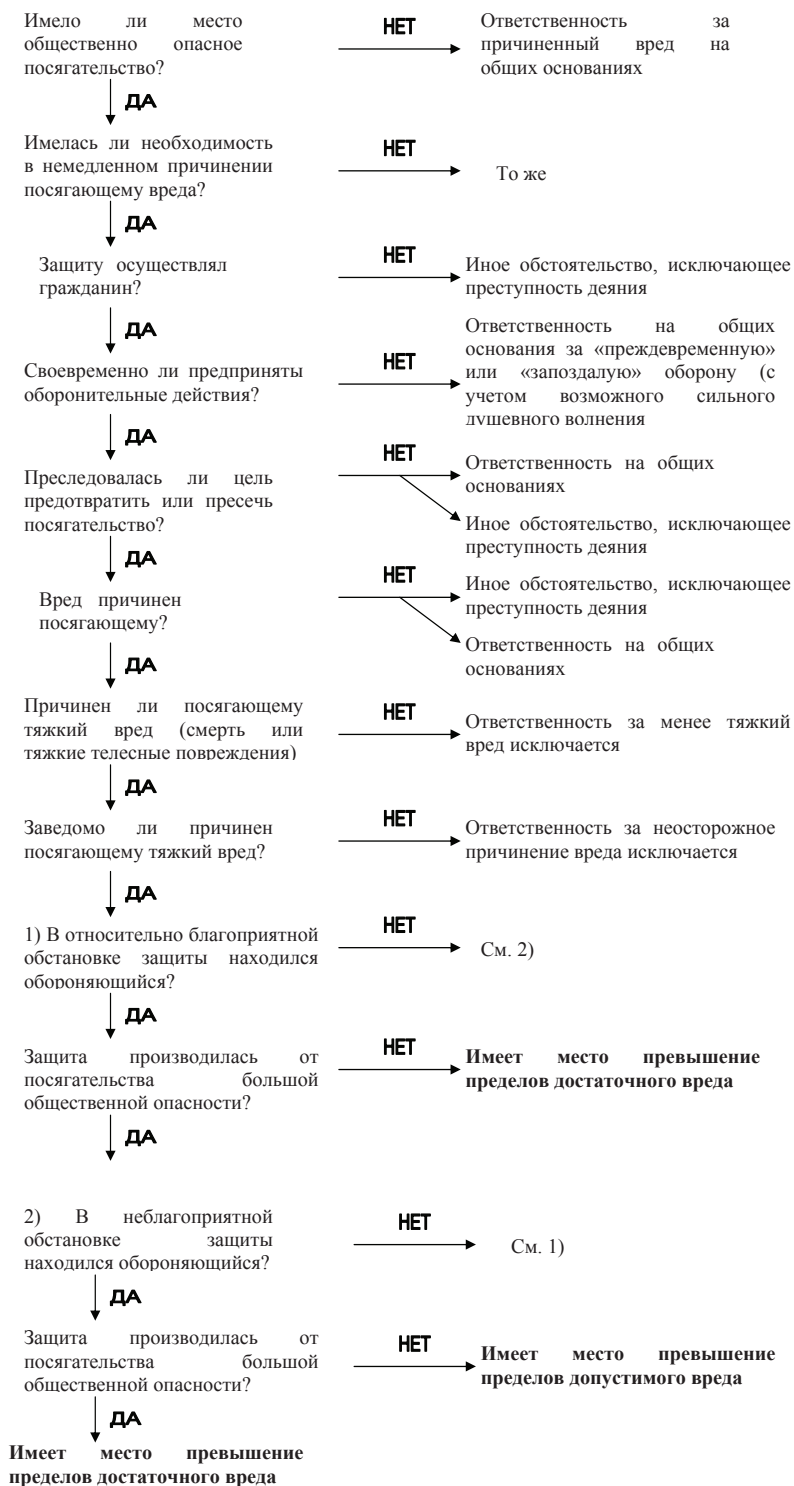 Имело ли место
общественно опасное
посягательство?
НЕТ
Ответственность за
причиненный вред на
общих основаниях
ДА
Имелась ли необходимость
в немедленном причинении
посягающему вреда?
НЕТ
То же
ДА
Защиту осуществлял
гражданин?
НЕТ
Иное обстоятельство, исключающее
преступность деяния
ДА
Своевременно ли предприняты
оборонительные действия?
НЕТ
Ответственность на общих
основания за «преждевременную»
или «запоздалую» оборону (с
учетом возможного сильного
душевного волнения
ДА
Преследовалась ли цель
предотвратить или пресечь
посягательство?
НЕТ
Ответственность на общих
основаниях
Иное обстоятельство, исключающее
преступность деяния
ДА
Вред причинен
посягающему?
НЕТ
Иное обстоятельство, исключающее
преступность деяния
Ответственность на общих
основаниях
ДА
Причинен ли посягающему
тяжкий вред (смерть или
тяжкие телесные повреждения)
НЕТ
Ответственность за менее тяжкий
вред исключается
ДА
Заведомо ли причинен
посягающему тяжкий вред?
НЕТ
Ответственность за неосторожное
причинение вреда исключается
ДА
1) В относительно благоприятной
обстановке защиты находился
обороняющийся?
НЕТ
См. 2)
ДА
Защита производилась от
посягательства большой
общественной опасности?
НЕТ
Имеет место превышение
пределов достаточного вреда
ДА
2) В неблагоприятной
обстановке защиты
находился обороняющийся?
НЕТ
См. 1)
ДА
Защита производилась от
посягательства большой
общественной опасности?
НЕТ
Имеет место превышение
пределов допустимого вреда
ДА
Имеет место превышение
пределов достаточного вреда